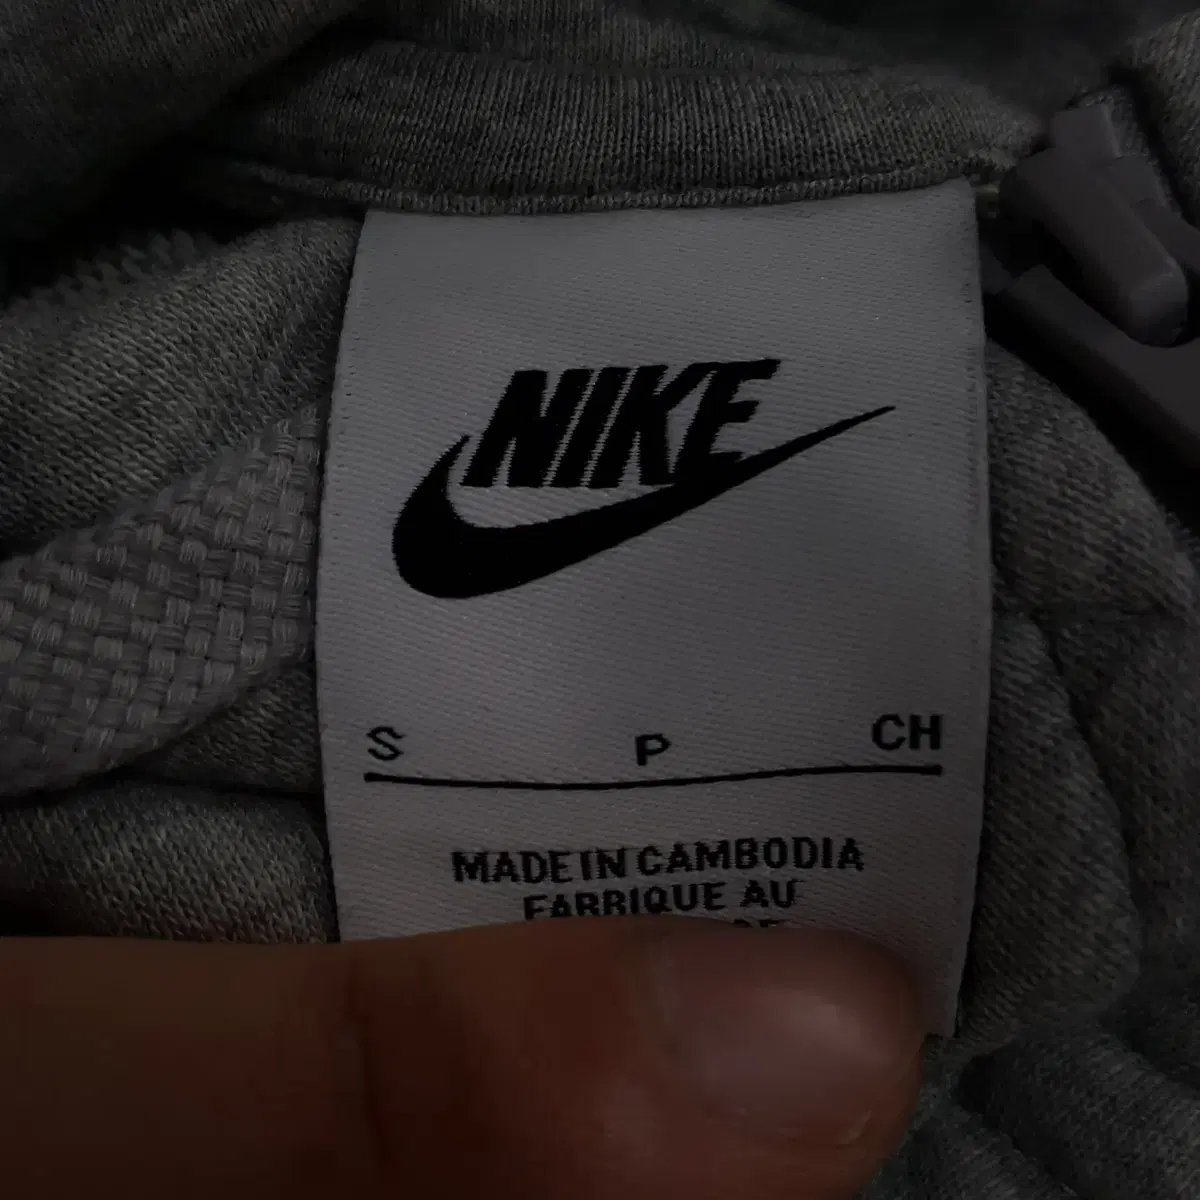 NIKE
S P CH
MADE IN CAMBODIA
FABRIQUE AU